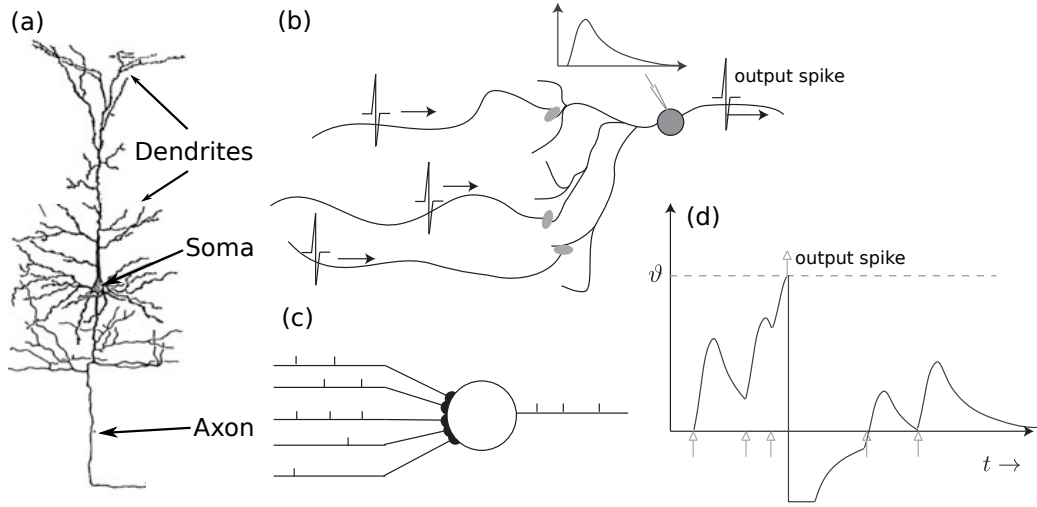 (a)
Dendrites
Soma
Axon
(b)
output spike
(c)
(d)
output spike
ϑ
t →